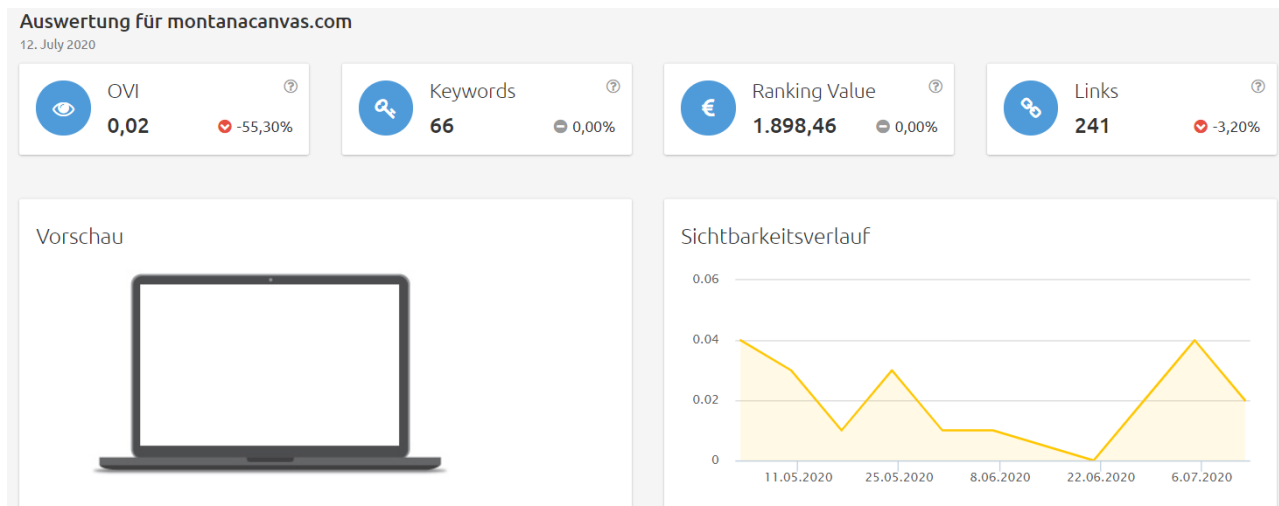 Auswertung für montanacanvas.com
12. July 2020
OVI
0,02 -55,30%
Keywords
66 0,00%
Ranking Value
1.898,46 0,00%
Links
241 -3,20%
Vorschau
Sichtbarkeitsverlauf
0.06
0.04
0.02
0
11.05.2020 25.05.2020 8.06.2020 22.06.2020 6.07.2020